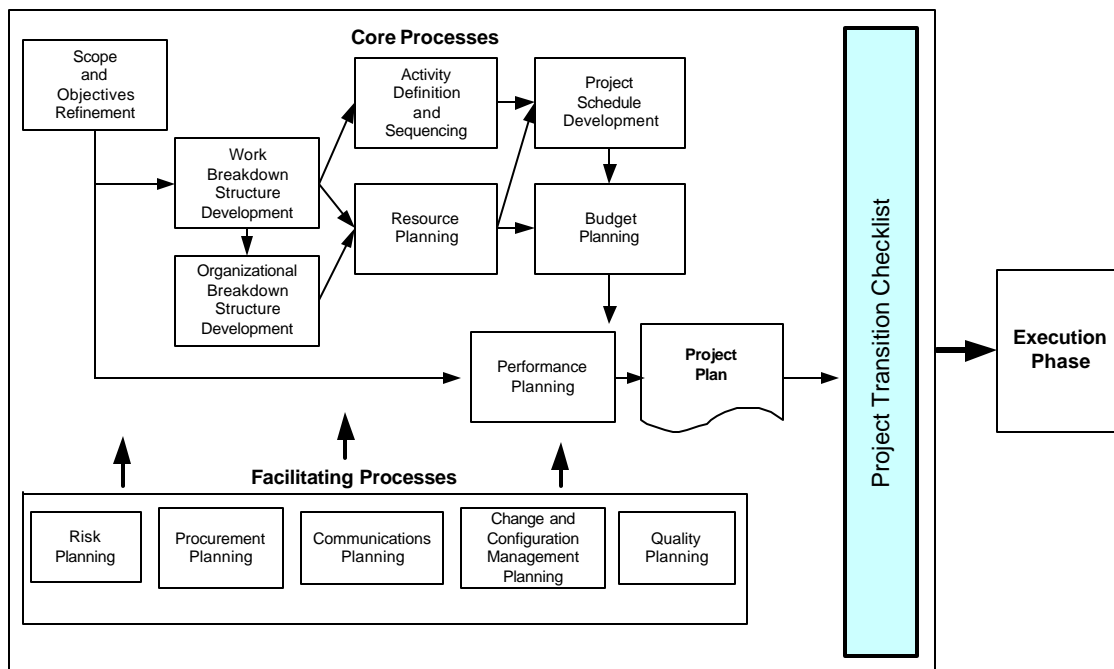 Core Processes
Scope
and
Objectives
Refinement
Activity
Definition
and
Sequencing
Project
Schedule
Development
Work
Breakdown
Structure
Development
Resource
Planning
Budget
Planning
Organizational
Breakdown
Structure
Development
Performance
Planning
Project
Plan
Project Transition Checklist
Execution
Phase
Facilitating Processes
Risk
Planning
Procurement
Planning
Communications
Planning
Change and
Configuration
Management
Planning
Quality
Planning